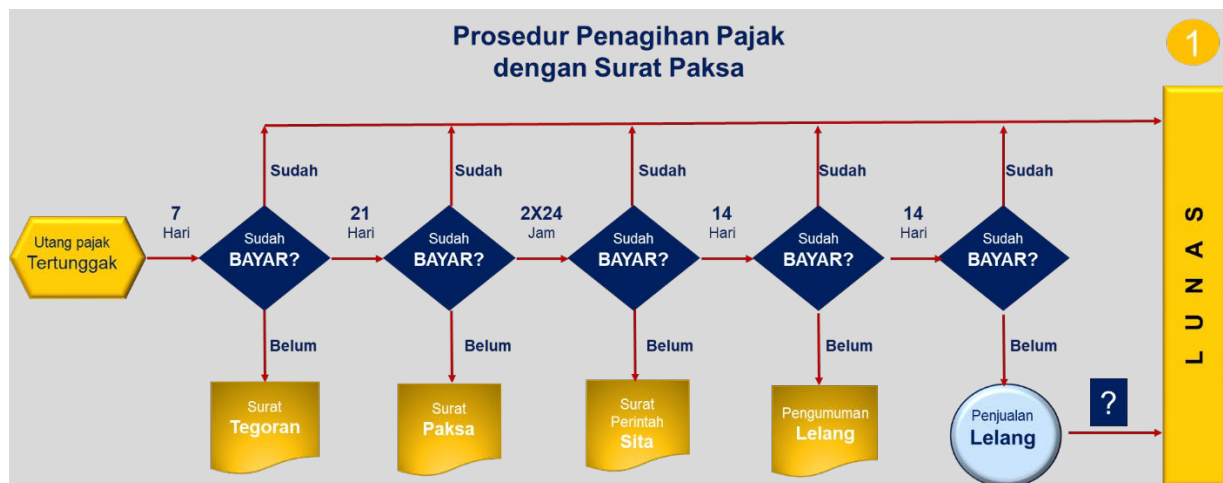 Prosedur Penagihan Pajak
dengan Surat Paksa
1
Sudah
Sudah
Sudah
Sudah
Sudah
7
Hari
21
Hari
2X24
Jam
14
Hari
14
Hari
Utang pajak
Tertunggak
Sudah
BAYAR?
Sudah
BAYAR?
Sudah
BAYAR?
Sudah
BAYAR?
Sudah
BAYAR?
LUNAS
Belum
Belum
Belum
Belum
Belum
Surat
Tegoran
Surat
Paksa
Surat
Perintah
Sita
Pengumuman
Lelang
Penjualan
Lelang
?